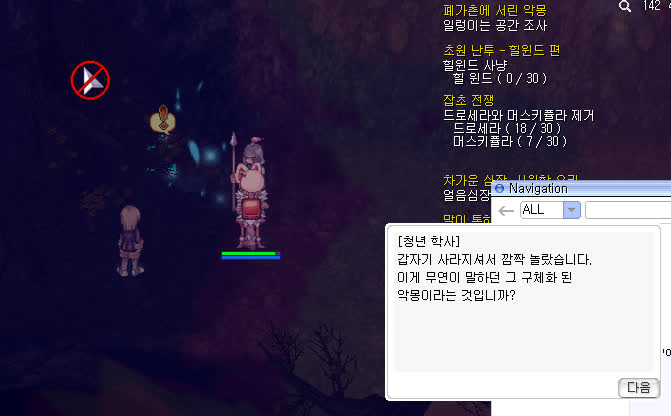 폐가촌에 서린 악몽
일렁이는 공간 조사
142
초원 난투 - 힐윈드 편
힐윈드 사냥
힐 윈드 ( 0 / 30 )
잡초 전쟁
드로세라와 머스키퓰라 제거
드로세라 ( 18 / 30 )
머스키퓰라 ( 7 / 30 )
차가운 심장
얼음심장
Navigation
ALL
[청년 학사]
갑자기 사라지셔서 깜짝 놀랐습니다.
이게 무연이 말하던 그 구체화 된
악몽이라는 것입니까?
다음